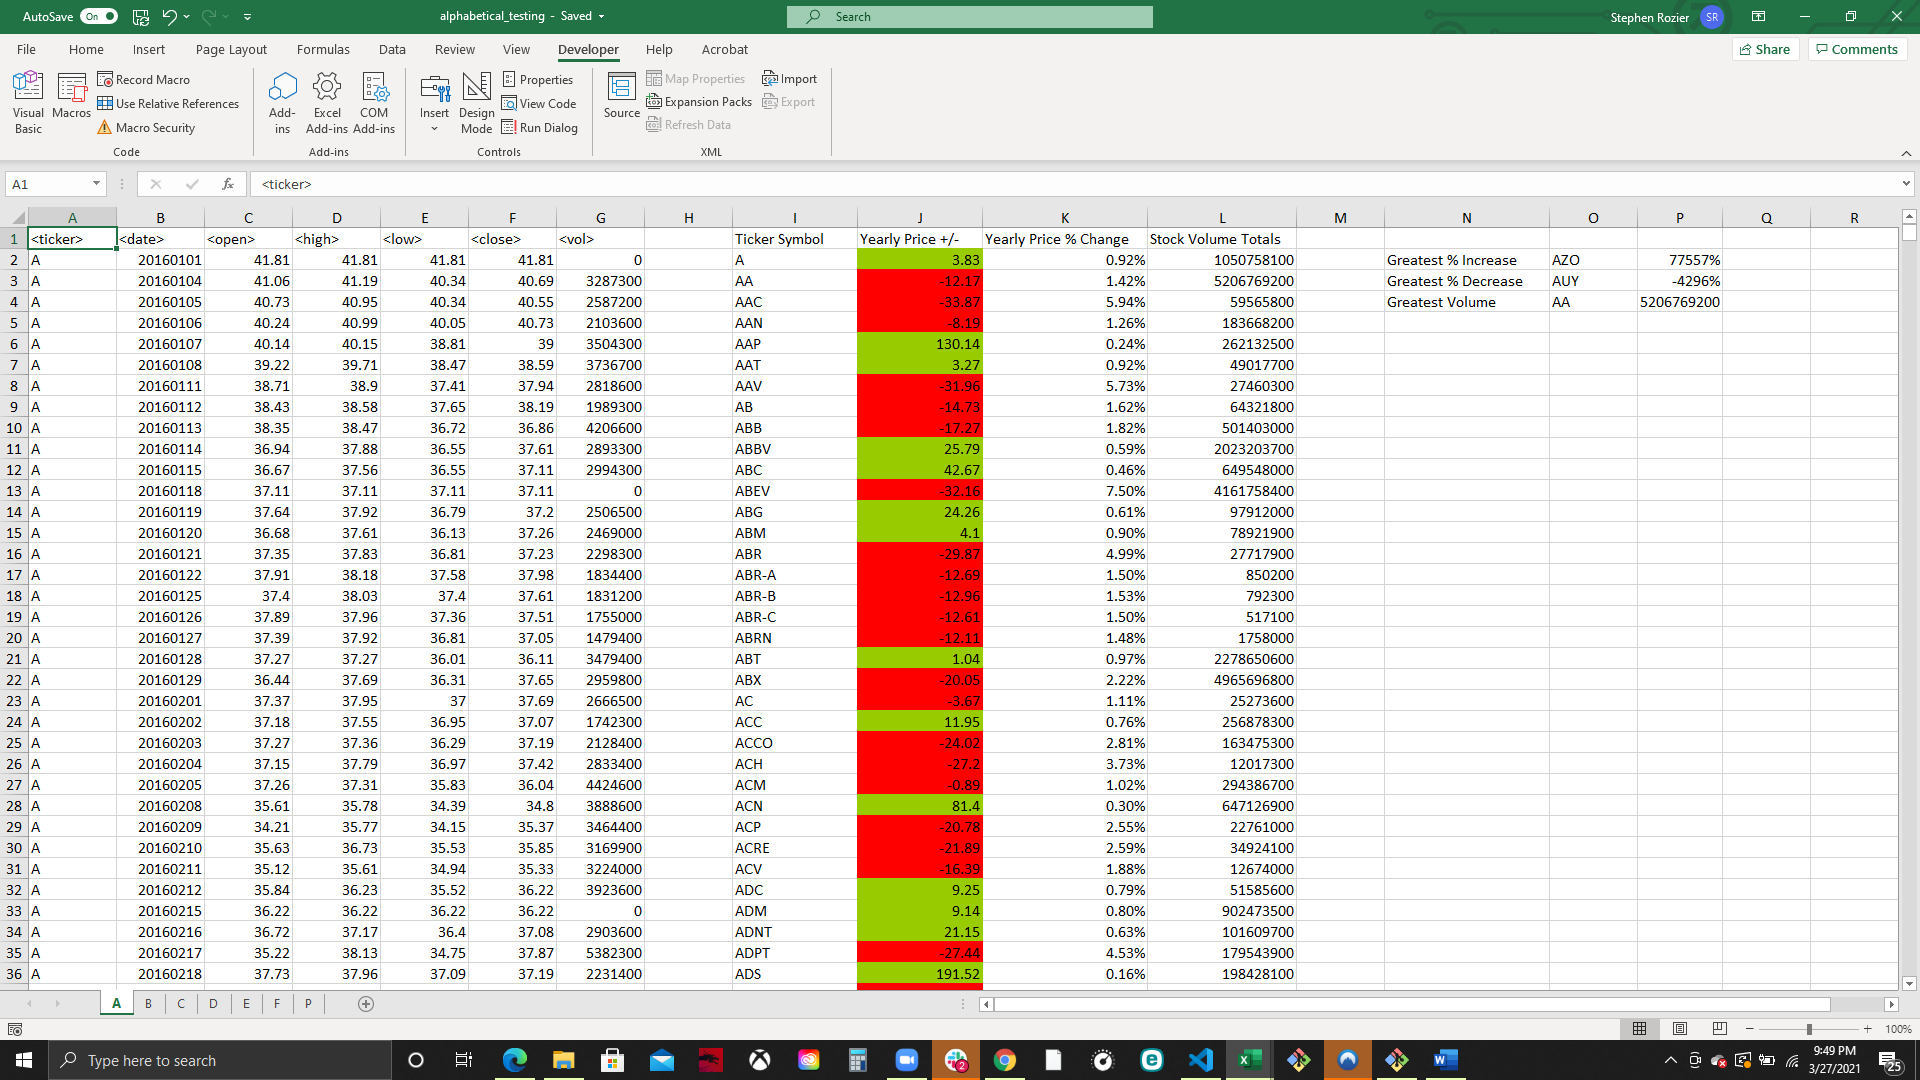 AutoSave On alphabetical_testing - Saved Search Stephen Rozier SR
File Home Insert Page Layout Formulas Data Review View Developer Help Acrobat Share Comments
Visual Basic Macros Record Macro Use Relative References Macro Security Code
Add-ins Excel Add-ins COM Add-ins Add-ins
Insert Design Mode Properties View Code Run Dialog Controls
Source Map Properties Expansion Packs Refresh Data Import Export XML
A1 fx <ticker>
A B C D E F G H I J K L M N O P Q R
1 <ticker> <date> <open> <high> <low> <close> <vol> Ticker Symbol Yearly Price +/- Yearly Price % Change Stock Volume Totals
2 A 20160101 41.81 41.81 41.81 41.81 0 A 3.83 0.92% 1050758100 Greatest % Increase AZO 77557%
3 A 20160104 41.06 41.19 40.34 40.69 3287300 AA -12.17 1.42% 5206769200 Greatest % Decrease AUY -4296%
4 A 20160105 40.73 40.95 40.34 40.55 2587200 AAC -33.87 5.94% 59565800 Greatest Volume AA 5206769200
5 A 20160106 40.24 40.99 40.05 40.73 2103600 AAN -8.19 1.26% 183668200
6 A 20160107 40.14 40.15 38.81 39 3504300 AAP 130.14 0.24% 262132500
7 A 20160108 39.22 39.71 38.47 38.59 3736700 AAT 3.27 0.92% 49017700
8 A 20160111 38.71 38.9 37.41 37.94 2818600 AAV -31.96 5.73% 27460300
9 A 20160112 38.43 38.58 37.65 38.19 1989300 AB -14.73 1.62% 64321800
10 A 20160113 38.35 38.47 36.72 36.86 4206600 ABB -17.27 1.82% 501403000
11 A 20160114 36.94 37.88 36.55 37.61 2893300 ABBV 25.79 0.59% 2023203700
12 A 20160115 36.67 37.56 36.55 37.11 2994300 ABC 42.67 0.46% 649548000
13 A 20160118 37.11 37.11 37.11 37.11 0 ABEV -32.16 7.50% 4161758400
14 A 20160119 37.64 37.92 36.79 37.2 2506500 ABG 24.26 0.61% 97912000
15 A 20160120 36.68 37.61 36.13 37.26 2469000 ABM 4.1 0.90% 78921900
16 A 20160121 37.35 37.83 36.81 37.23 2298300 ABR -29.87 4.99% 27717900
17 A 20160122 37.91 38.18 37.58 37.98 1834400 ABR-A -12.69 1.50% 850200
18 A 20160125 37.4 38.03 37.4 37.61 1831200 ABR-B -12.96 1.53% 792300
19 A 20160126 37.89 37.96 37.36 37.51 1755000 ABR-C -12.61 1.50% 517100
20 A 20160127 37.39 37.92 36.81 37.05 1479400 ABRN -12.11 1.48% 1758000
21 A 20160128 37.27 37.27 36.01 36.11 3479400 ABT 1.04 0.97% 2278650600
22 A 20160129 36.44 37.69 36.31 37.65 2959800 ABX -20.05 2.22% 4965696800
23 A 20160201 37.37 37.95 37 37.69 2666500 AC -3.67 1.11% 25273600
24 A 20160202 37.18 37.55 36.95 37.07 1742300 ACC 11.95 0.76% 256878300
25 A 20160203 37.27 37.36 36.29 37.19 2128400 ACCO -24.02 2.81% 163475300
26 A 20160204 37.15 37.79 36.97 37.42 2833400 ACH -27.2 3.73% 12017300
27 A 20160205 37.26 37.31 35.83 36.04 4424600 ACM -0.89 1.02% 294386700
28 A 20160208 35.61 35.78 34.39 34.8 3888600 ACN 81.4 0.30% 647126900
29 A 20160209 34.21 35.77 34.15 35.37 3464400 ACP -20.78 2.55% 22761000
30 A 20160210 35.63 36.73 35.53 35.85 3169900 ACRE -21.89 2.59% 34924100
31 A 20160211 35.12 35.61 34.94 35.33 3224000 ACV -16.39 1.88% 12674600
32 A 20160212 35.84 36.23 35.52 36.22 3923600 ADC 9.25 0.79% 51585600
33 A 20160215 36.22 36.22 36.22 36.22 0 ADM 9.14 0.80% 902473500
34 A 20160216 36.72 37.17 36.4 37.08 2903600 ADNT 21.15 0.63% 101609700
35 A 20160217 35.22 38.13 34.75 37.87 5382300 ADPT -27.44 4.53% 179543900
36 A 20160218 37.73 37.96 37.09 37.19 2231400 ADS 191.52 0.16% 198428100
A B C D E F P
100%
Type here to search 2 9:49 PM
3/27/2021 25